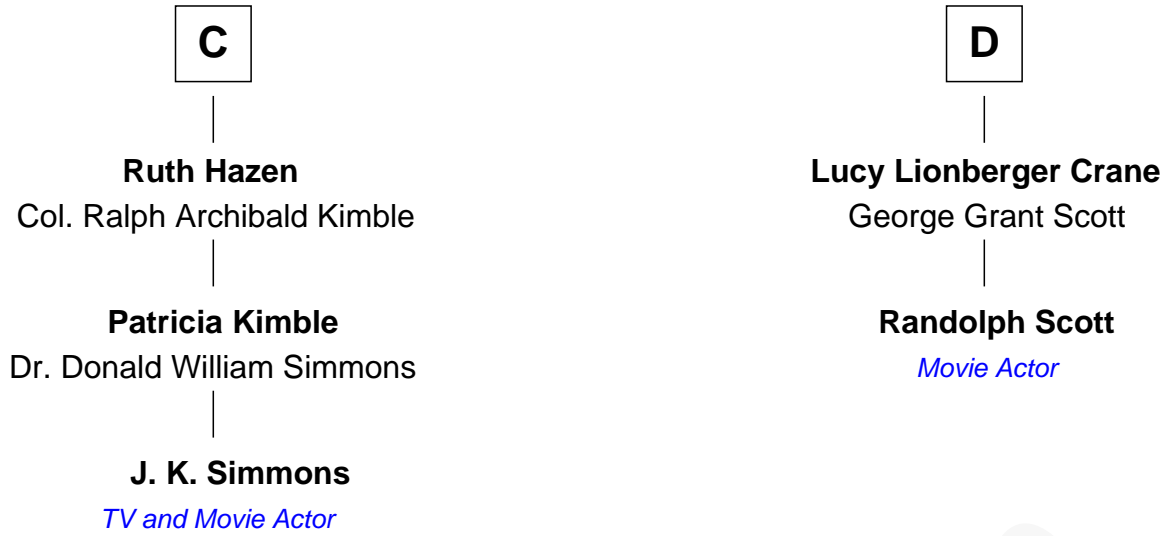 C
Ruth Hazen
Col. Ralph Archibald Kimble
Patricia Kimble
Dr. Donald William Simmons
J. K. Simmons
TV and Movie Actor
D
Lucy Lionberger Crane
George Grant Scott
Randolph Scott
Movie Actor